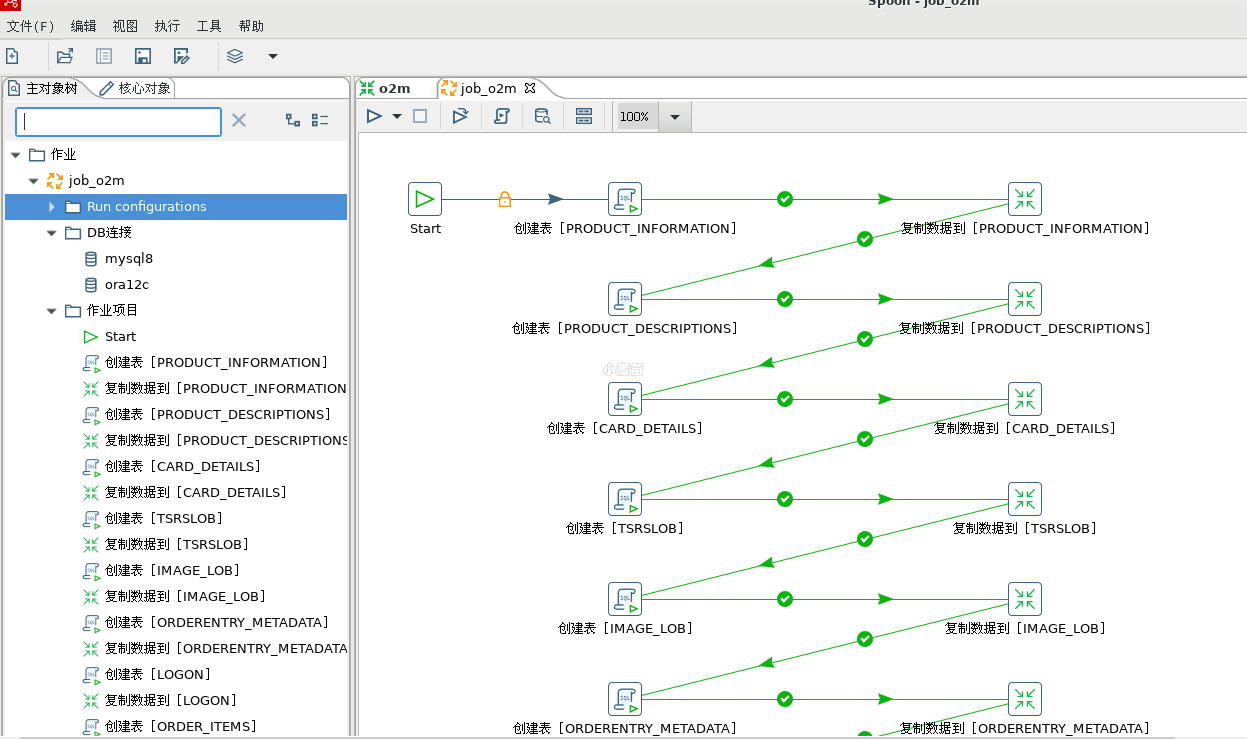 Spoon - job_o2m
文件(F) 编辑 视图 执行 工具 帮助
主对象树 核心对象
作业
job_o2m
Run configurations
DB连接
mysql8
ora12c
作业项目
Start
创建表 [PRODUCT_INFORMATION]
复制数据到 [PRODUCT_INFORMATION
创建表 [PRODUCT_DESCRIPTIONS]
复制数据到 [PRODUCT_DESCRIPTIONS
创建表 [CARD_DETAILS]
复制数据到 [CARD_DETAILS]
创建表 [TSRSLOB]
复制数据到 [TSRSLOB]
创建表 [IMAGE_LOB]
复制数据到 [IMAGE_LOB]
创建表 [ORDERENTRY_METADATA]
复制数据到 [ORDERENTRY_METADATA
创建表 [LOGON]
复制数据到 [LOGON]
创建表 [ORDER_ITEMS]
o2m job_o2m
100%
Start 创建表 [PRODUCT_INFORMATION] 复制数据到 [PRODUCT_INFORMATION]
创建表 [PRODUCT_DESCRIPTIONS] 复制数据到 [PRODUCT_DESCRIPTIONS]
创建表 [CARD_DETAILS] 复制数据到 [CARD_DETAILS]
创建表 [TSRSLOB] 复制数据到 [TSRSLOB]
创建表 [IMAGE_LOB] 复制数据到 [IMAGE_LOB]
创建表 [ORDERENTRY_METADATA] 复制数据到 [ORDERENTRY_METADATA]